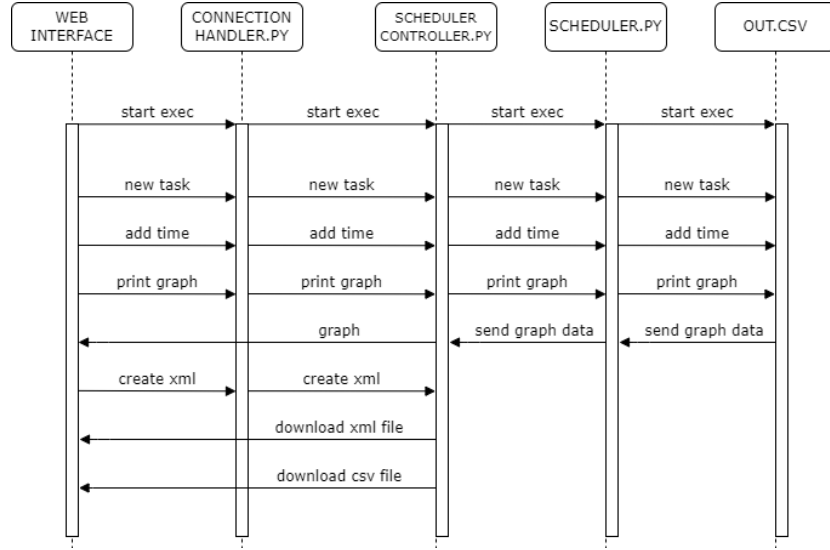 WEB
INTERFACE
CONNECTION
HANDLER.PY
SCHEDULER
CONTROLLER.PY
SCHEDULER.PY
OUT.CSV
start exec
start exec
start exec
start exec
new task
new task
new task
new task
add time
add time
add time
add time
print graph
print graph
print graph
print graph
graph
send graph data
send graph data
create xml
create xml
download xml file
download csv file